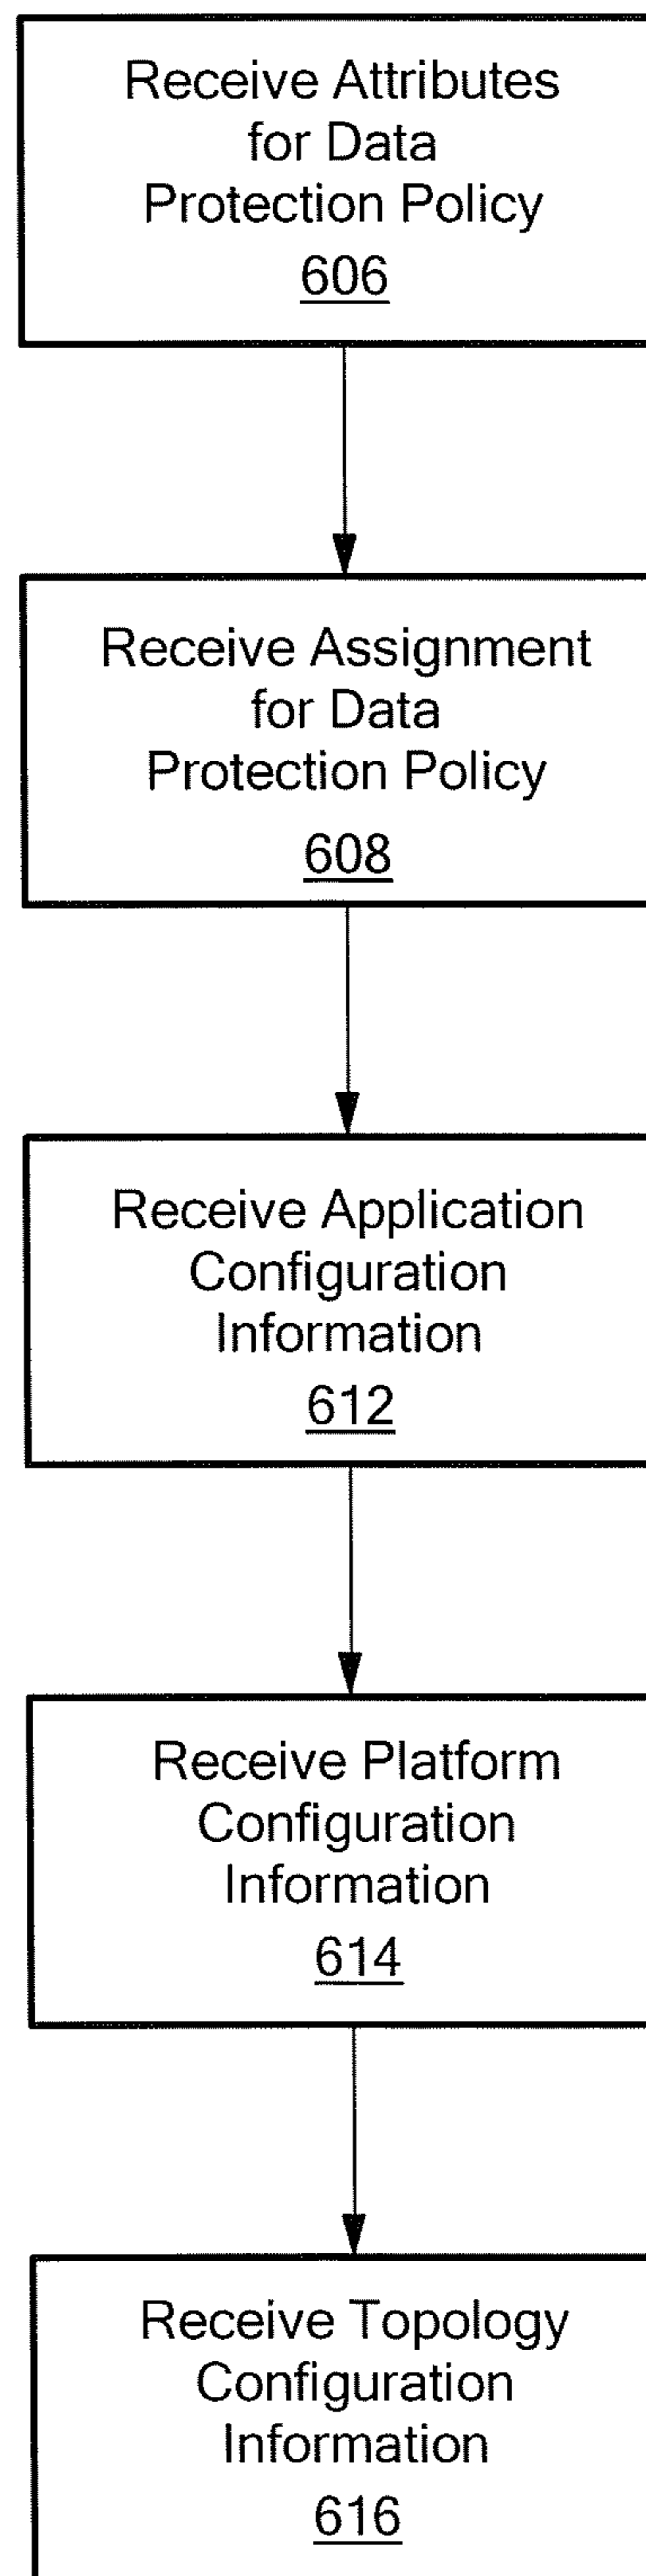 Receive Attributes
for Data
Protection Policy
606
Receive Assignment
for Data
Protection Policy
608
Receive Application
Configuration
Information
612
Receive Platform
Configuration
Information
614
Receive Topology
Configuration
Information
616